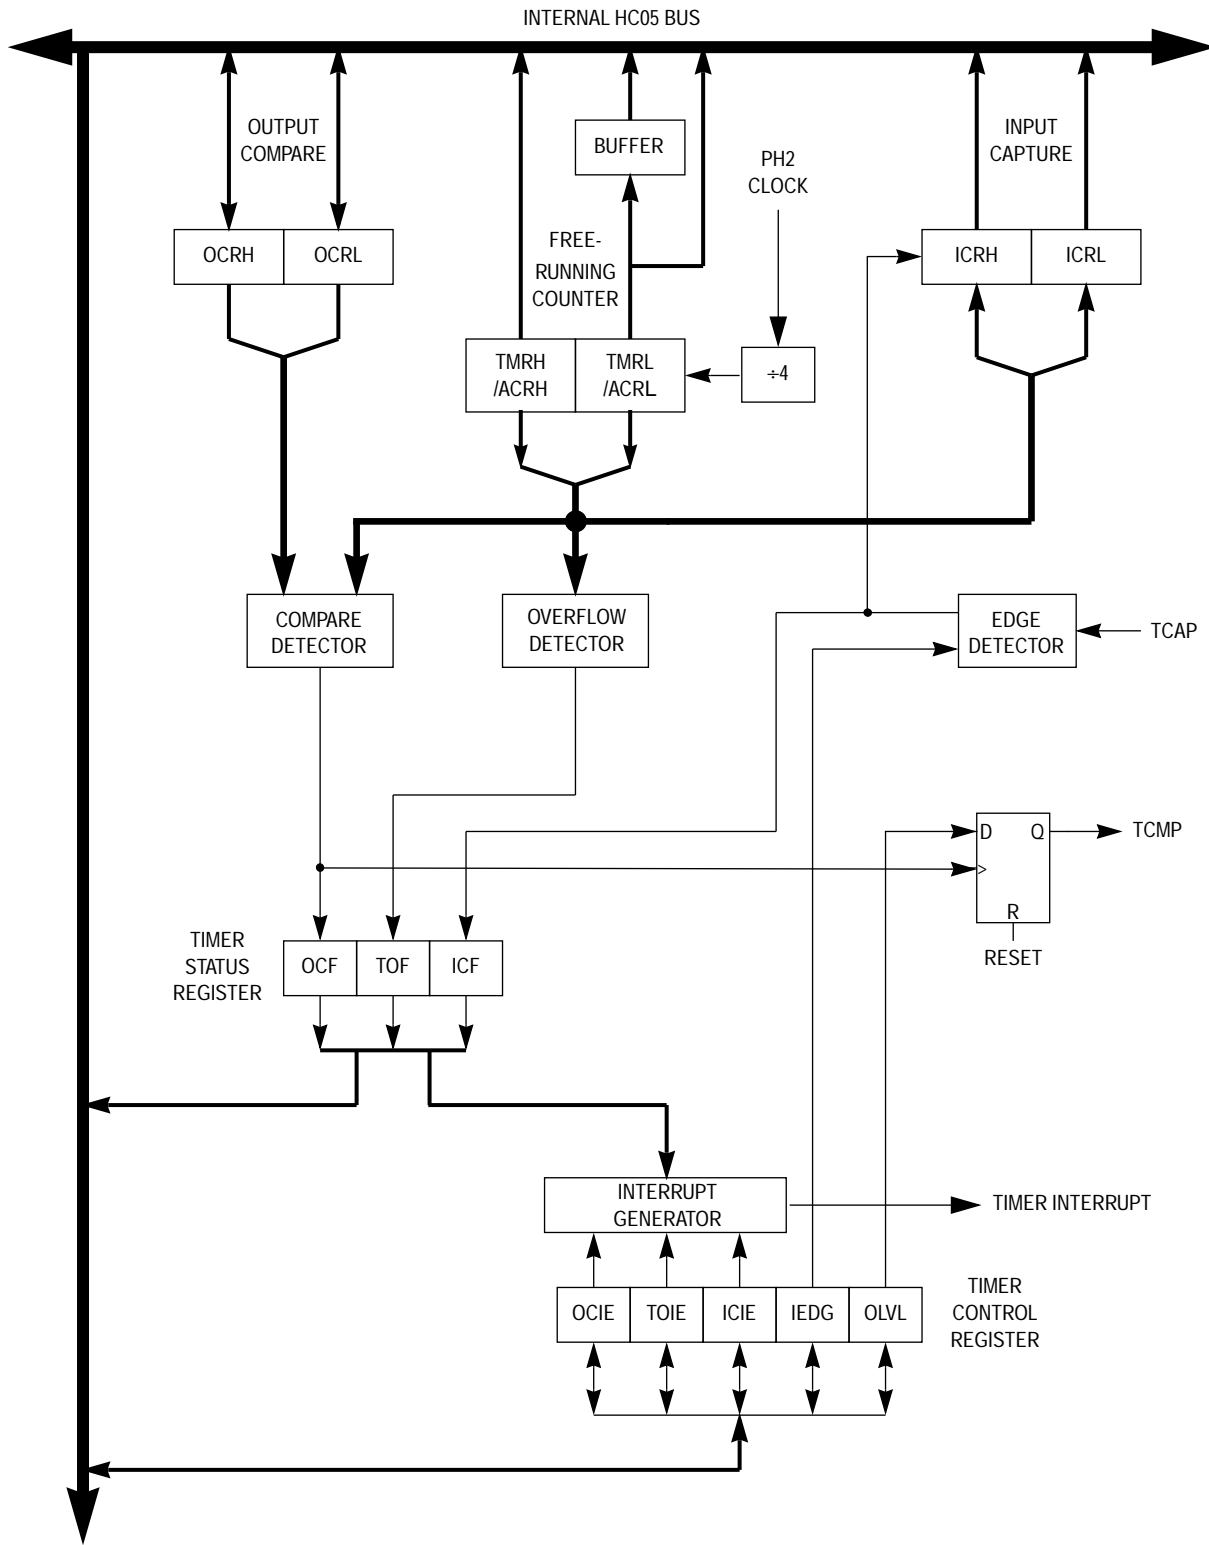 INTERNAL HC05 BUS
OUTPUT
COMPARE
BUFFER
INPUT
CAPTURE
PH2
CLOCK
OCRH
OCRL
FREE-
RUNNING
COUNTER
ICRH
ICRL
TMRH
/ACRH
TMRL
/ACRL
÷4
COMPARE
DETECTOR
OVERFLOW
DETECTOR
EDGE
DETECTOR
TCAP
D
Q
TCMP
>
R
RESET
TIMER
STATUS
REGISTER
OCF
TOF
ICF
INTERRUPT
GENERATOR
TIMER INTERRUPT
OCIE
TOIE
ICIE
IEDG
OLVL
TIMER
CONTROL
REGISTER